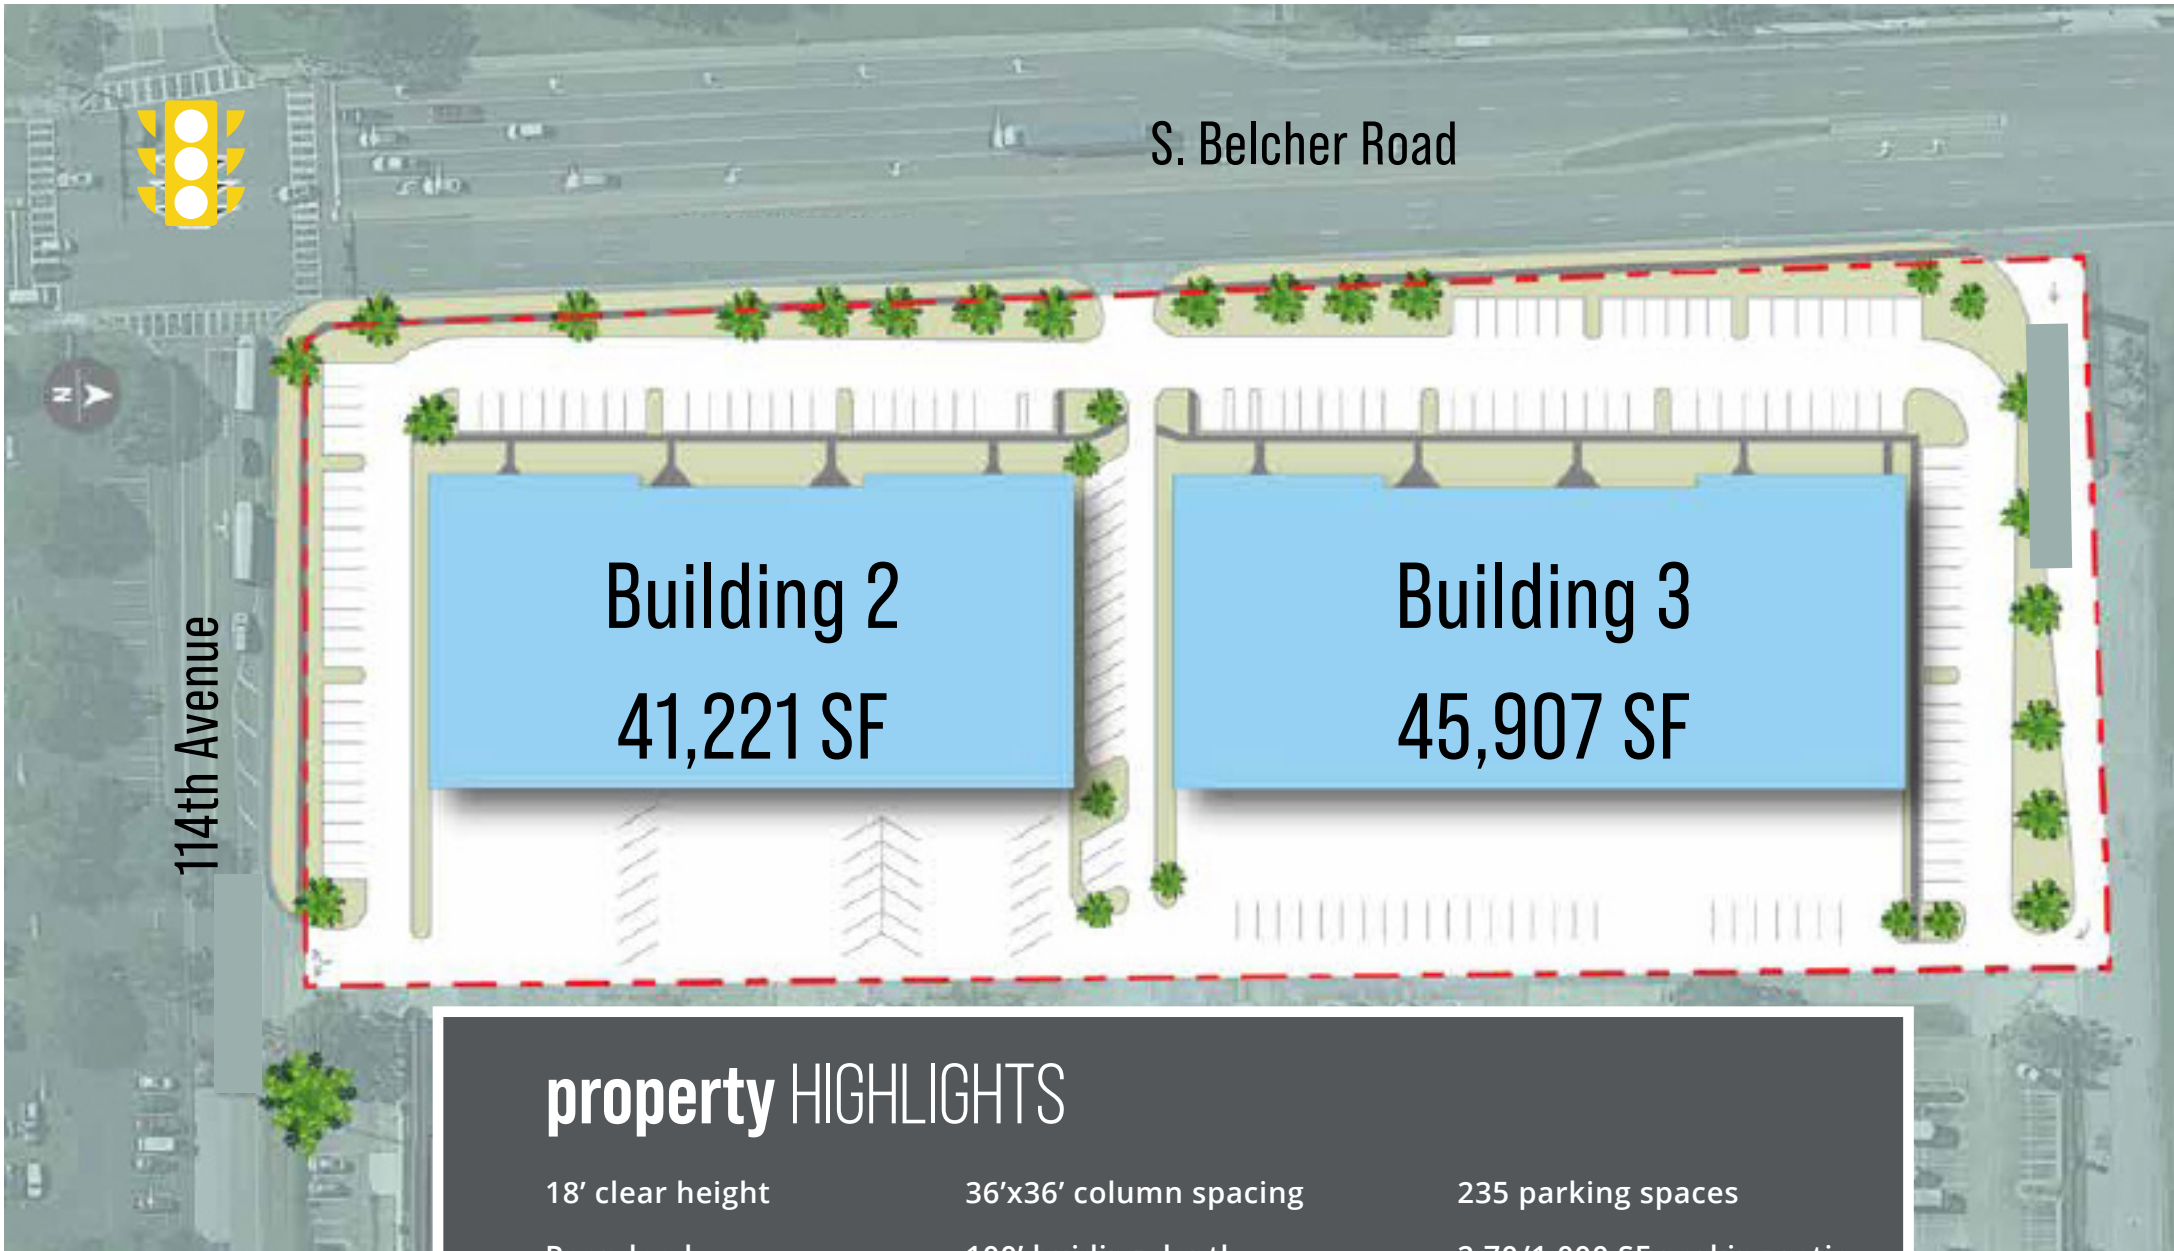 S. Belcher Road
N
114th Avenue
Building 2
41,221 SF
Building 3
45,907 SF
property HIGHLIGHTS
18’ clear height
36’x36’ column spacing
235 parking spaces